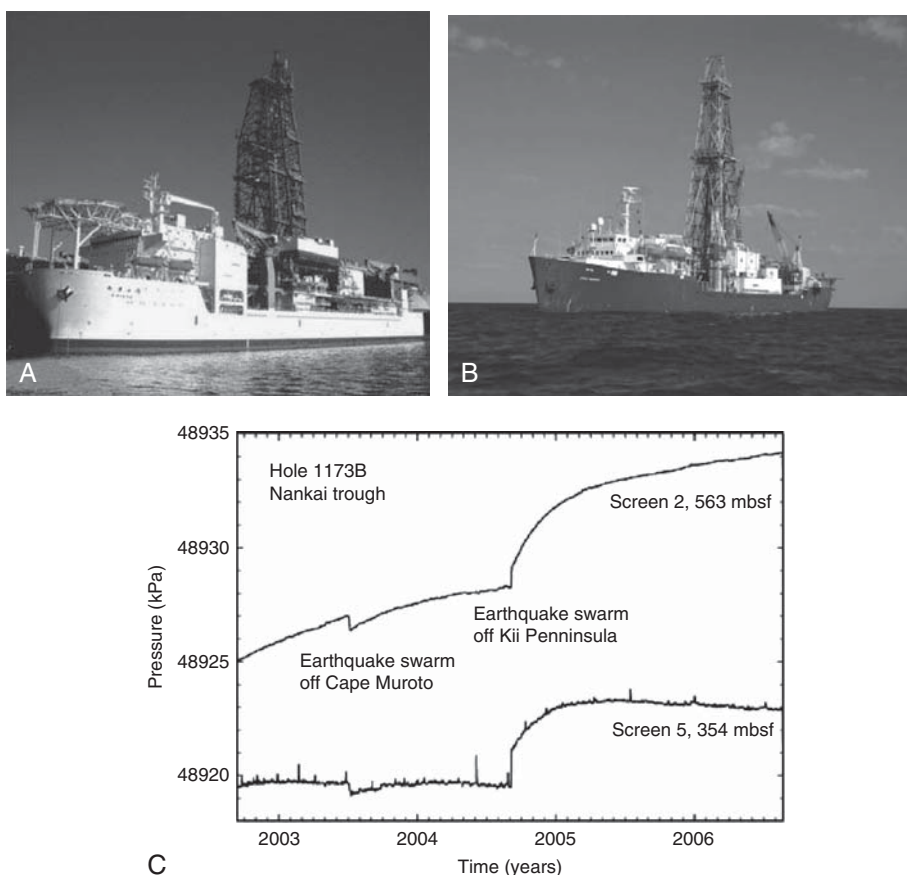 A
B
48935
Hole 1173B
Nankai trough
Screen 2, 563 mbsf
48930
Pressure (kPa)
Earthquake swarm
off Kii Penninsula
48925
Earthquake swarm
off Cape Muroto
Screen 5, 354 mbsf
48920
2003
2004
2005
2006
C
Time (years)